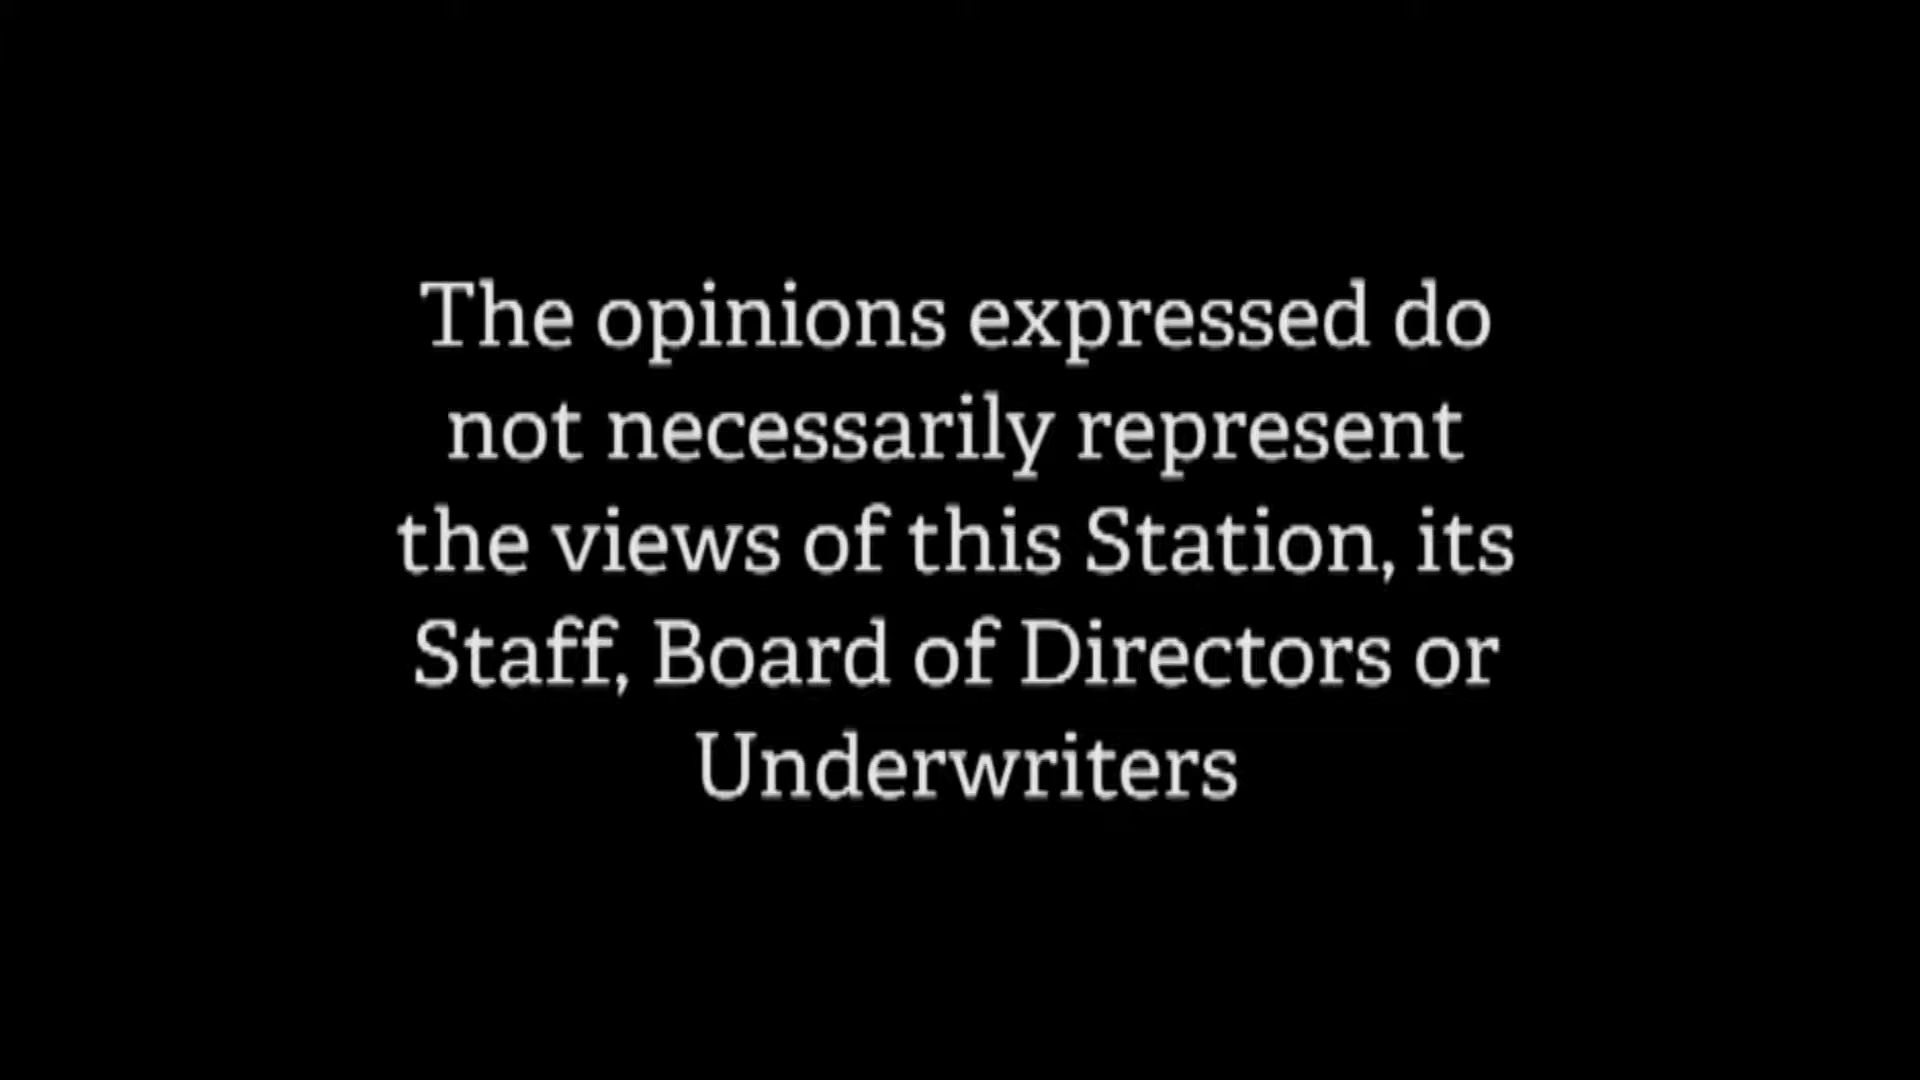 The opinions expressed do
not necessarily represent
the views of this Station, its
Staff, Board of Directors or
Underwriters